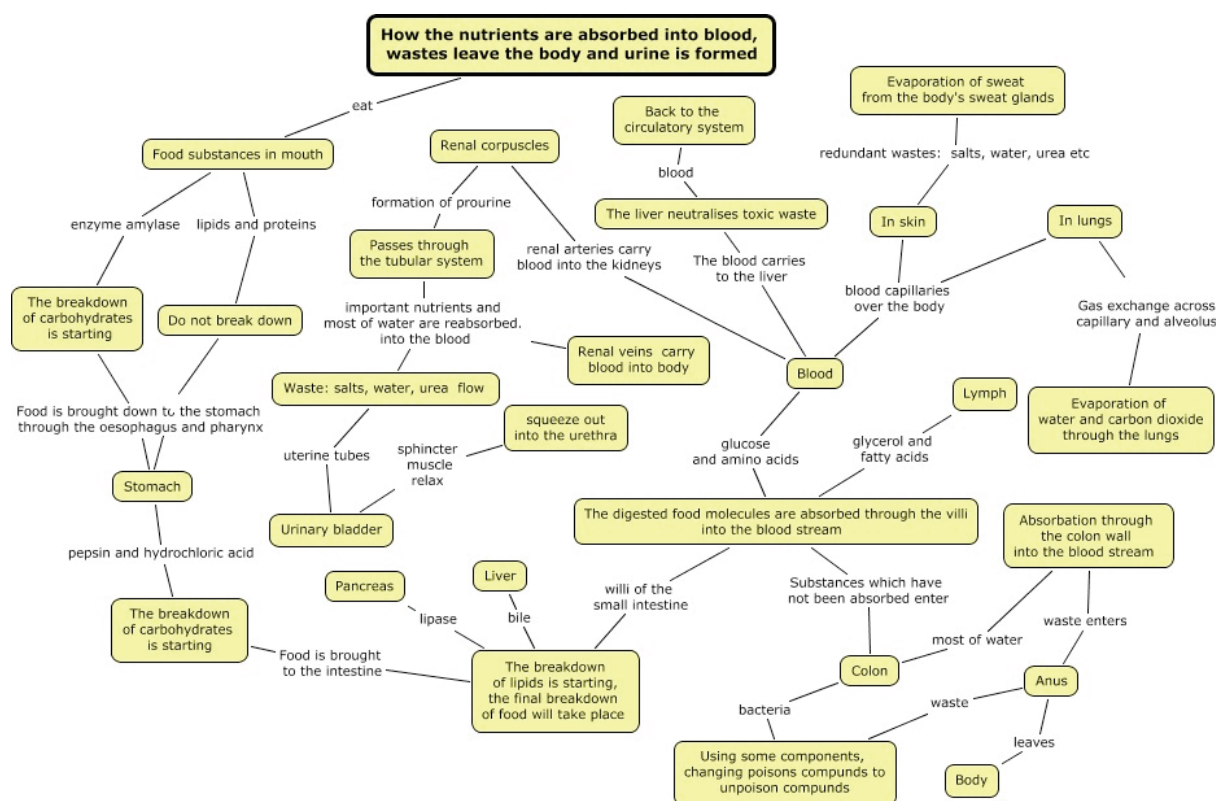 How the nutrients are absorbed into blood,
wastes leave the body and urine is formed
eat
Food substances in mouth
enzyme amylase
lipids and proteins
The breakdown
of carbohydrates
is starting
Do not break down
Food is brought down to the stomach
through the oesophagus and pharynx
Stomach
pepsin and hydrochloric acid
The breakdown
of carbohydrates
is starting
Food is brought
to the intestine
Renal corpuscles
formation of prourine
Passes through
the tubular system
important nutrients and
most of water are reabsorbed.
into the blood
Renal veins carry
blood into body
Waste: salts, water, urea flow
uterine tubes
sphincter
muscle
relax
squeeze out
into the urethra
Urinary bladder
Pancreas
lipase
Liver
bile
The breakdown
of lipids is starting,
the final breakdown
of food will take place
willi of the
small intestine
Back to the
circulatory system
blood
The liver neutralises toxic waste
renal arteries carry
blood into the kidneys
The blood carries
to the liver
Evaporation of sweat
from the body's sweat glands
redundant wastes: salts, water, urea etc
In skin
In lungs
blood capillaries
over the body
Gas exchange across
capillary and alveolus
Blood
Evaporation of
water and carbon dioxide
through the lungs
Lymph
glucose
and amino acids
glycerol and
fatty acids
The digested food molecules are absorbed through the villi
into the blood stream
Substances which have
not been absorbed enter
Absorbation through
the colon wall
into the blood stream
most of water
waste enters
Colon
Anus
bacteria
waste
leaves
Using some components,
changing poisons compunds to
unpoison compunds
Body